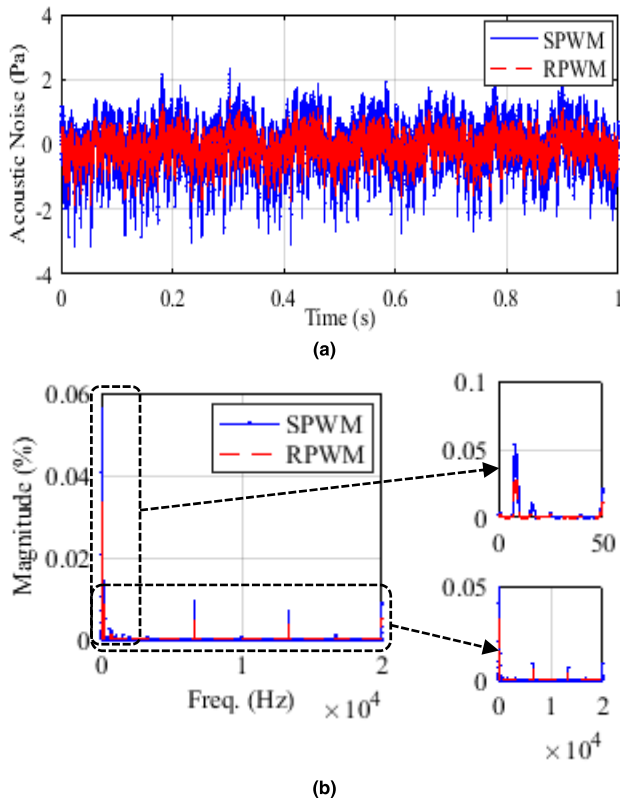 4
2
0
-2
-4
Acoustic Noise (Pa)
SPWM
RPWM
0 0.2 0.4 0.6 0.8 1
Time (s)
(a)
0.06
0.04
0.02
0
Magnitude (%)
SPWM
RPWM
0 1 2
Freq. (Hz) × 10^4
0.1
0.05
0
0 50
0.05
0
0 1 2
× 10^4
(b)